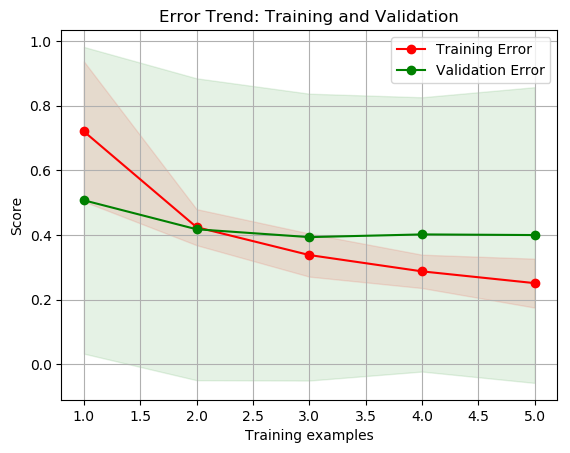 Error Trend: Training and Validation
Training Error
Validation Error
Score
1.0
0.8
0.6
0.4
0.2
0.0
1.0 1.5 2.0 2.5 3.0 3.5 4.0 4.5 5.0
Training examples